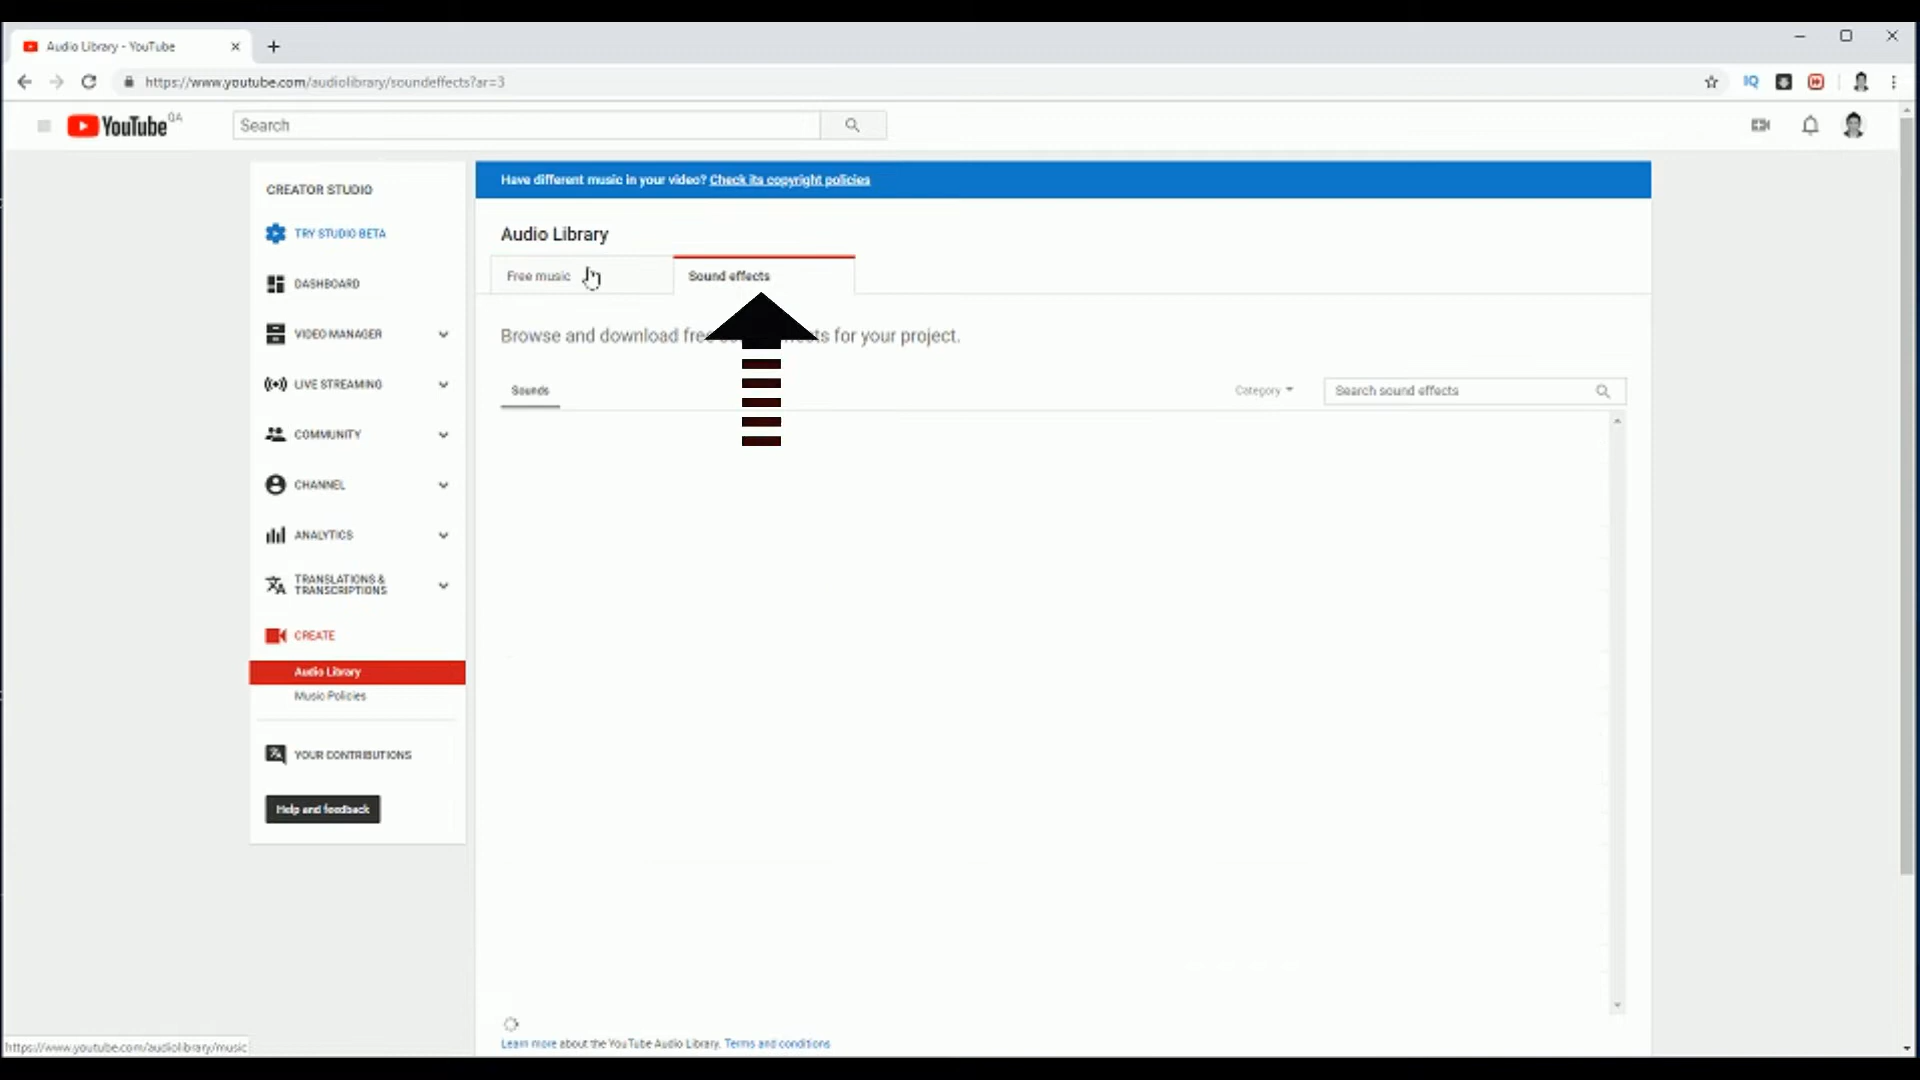 Audio Library - YouTube
https://www.youtube.com/audiolibrary/soundeffects?ar=3
IQ
YouTube QA
Search
CREATOR STUDIO
TRY STUDIO BETA
DASHBOARD
VIDEO MANAGER
LIVE STREAMING
COMMUNITY
CHANNEL
ANALYTICS
TRANSLATIONS &
TRANSCRIPTIONS
CREATE
Audio Library
Music Policies
YOUR CONTRIBUTIONS
Help and feedback
Have different music in your video? Check its copyright policies
Audio Library
Free music
Sound effects
Browse and download free effects for your project.
Sounds
Category
Search sound effects
Learn more about the YouTube Audio Library. Terms and conditions
https://www.youtube.com/audiolibrary/music